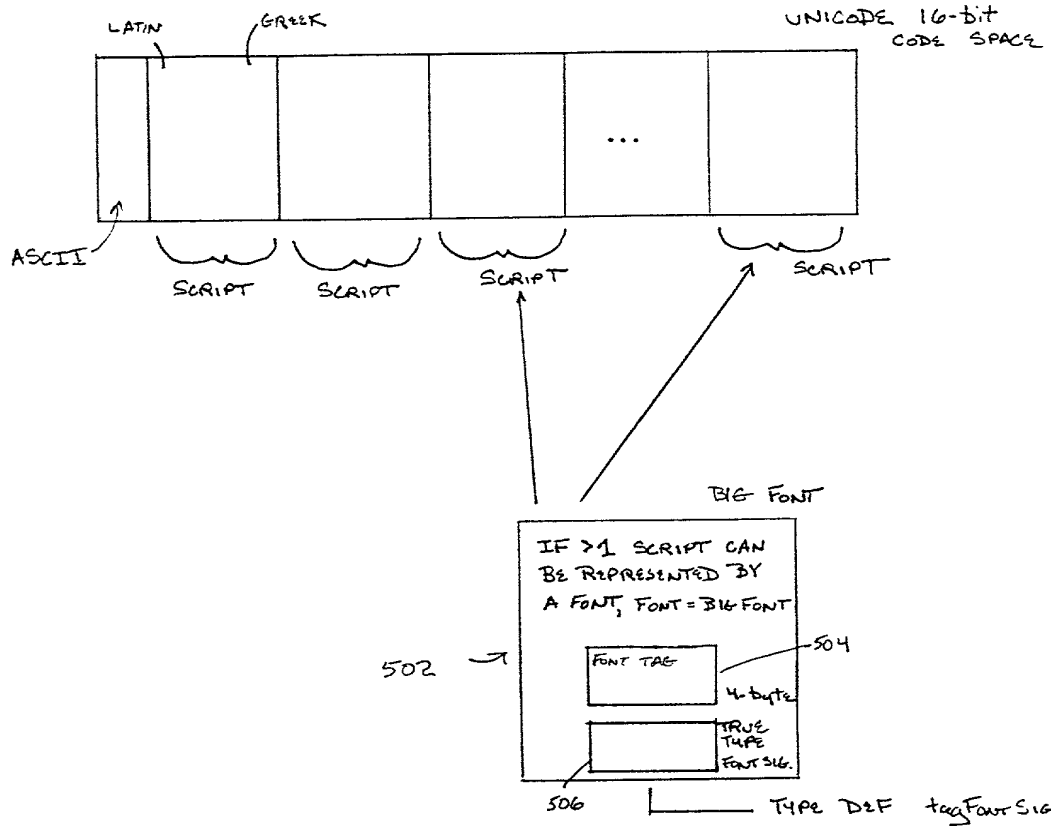 UNICODE 16-bit
CODE SPACE
LATIN
GREEK
...
ASCII
SCRIPT
SCRIPT
SCRIPT
SCRIPT
BIG FONT
IF >1 SCRIPT CAN
BE REPRESENTED BY
A FONT, FONT = BIG FONT
502
FONT TAG
504
4-byte
TRUE
TYPE
FONT SIG.
506
TYPE DEF tagFONT SIG